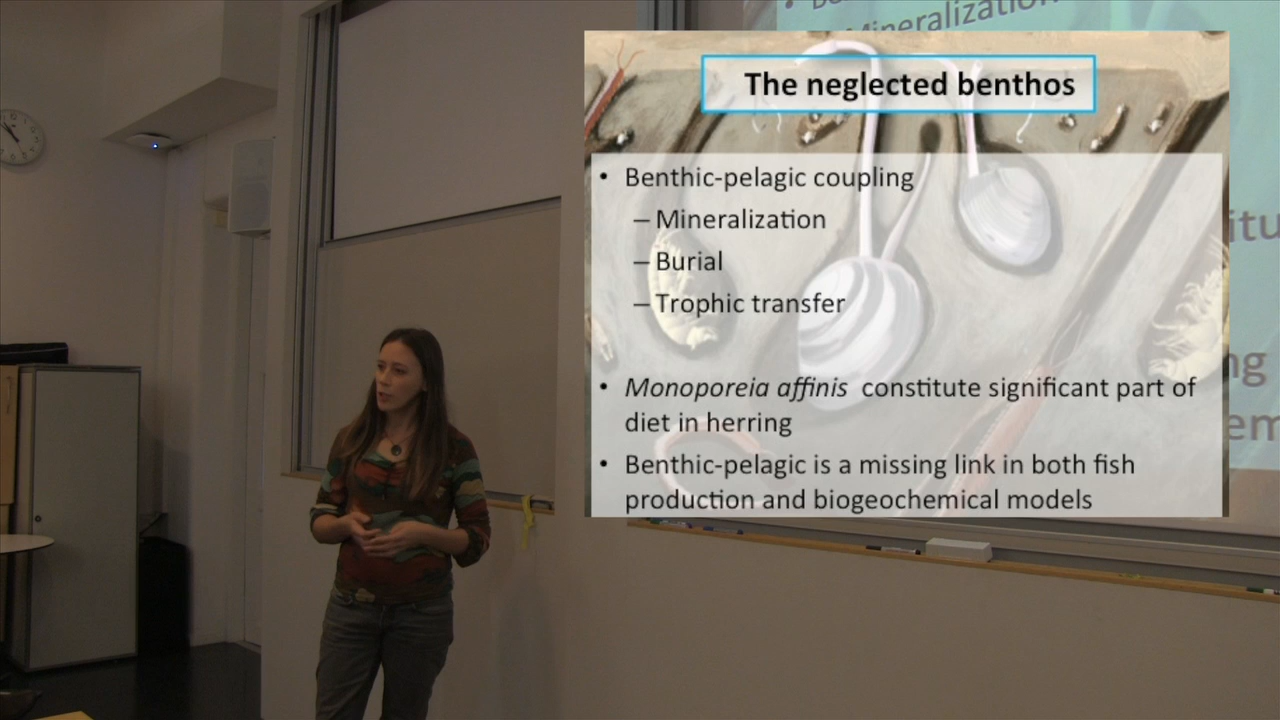 Mineralization
The neglected benthos
• Benthic-pelagic coupling
– Mineralization
– Burial
– Trophic transfer
• Monoporeia affinis constitute significant part of
diet in herring
• Benthic-pelagic is a missing link in both fish
production and biogeochemical models